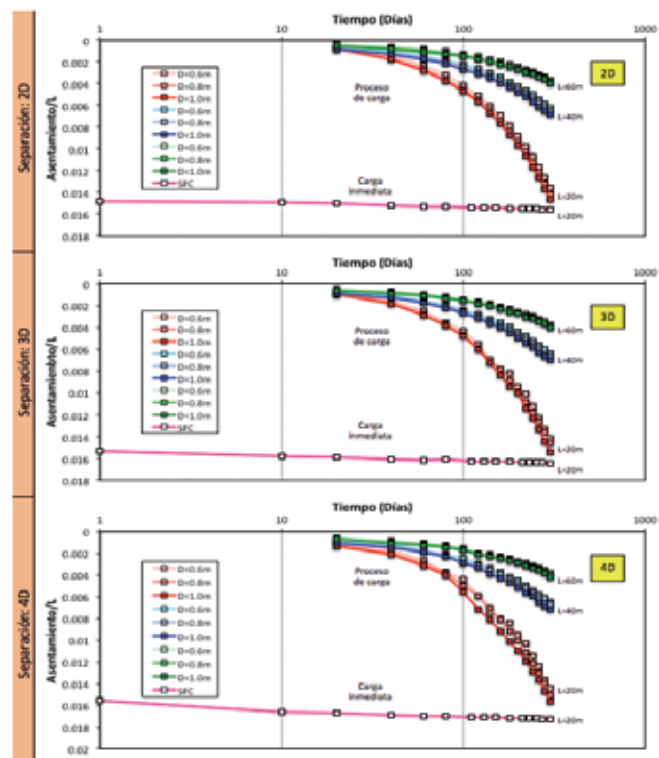 Separación: 2D
Tiempo (Días)
1
10
100
1000
Asentamiento/L
0
0.002
0.004
0.006
0.008
0.01
0.012
0.014
0.016
0.018
D=0.6m
D=0.8m
D=1.0m
D=0.6m
D=0.8m
D=1.0m
D=0.6m
D=0.8m
D=1.0m
SPC
Proceso
de carga
Carga
Inmediata
2D
L=60m
L=40m
L=20m
L=20m
Separación: 3D
Tiempo (Días)
1
10
100
1000
Asentamiento/L
0
0.002
0.004
0.006
0.008
0.01
0.012
0.014
0.016
0.018
D=0.6m
D=0.8m
D=1.0m
D=0.6m
D=0.8m
D=1.0m
D=0.6m
D=0.8m
D=1.0m
SPC
Proceso
de carga
Carga
Inmediata
3D
L=60m
L=40m
L=20m
L=20m
Separación: 4D
Tiempo (Días)
1
10
100
1000
Asentamiento/L
0
0.002
0.004
0.006
0.008
0.01
0.012
0.014
0.016
0.018
0.02
D=0.6m
D=0.8m
D=1.0m
D=0.6m
D=0.8m
D=1.0m
D=0.6m
D=0.8m
D=1.0m
SPC
Proceso
de carga
Carga
Inmediata
4D
L=60m
L=40m
L=20m
L=20m